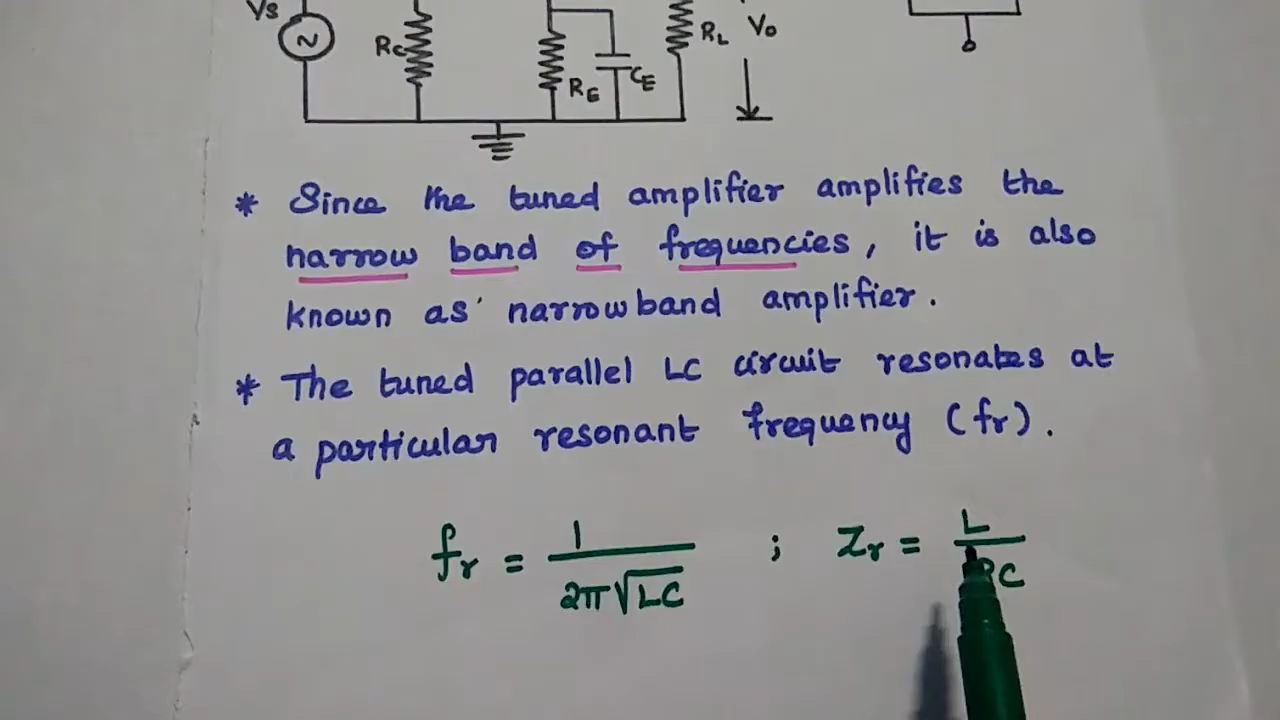 Vs
Rc
RE
CE
RL
Vo
* Since the tuned amplifier amplifies the
narrow band of frequencies, it is also
known as narrowband amplifier.
* The tuned parallel LC circuit resonates at
a particular resonant frequency (fr).
fr = 1 / 2π√LC ; Zr = L / RC